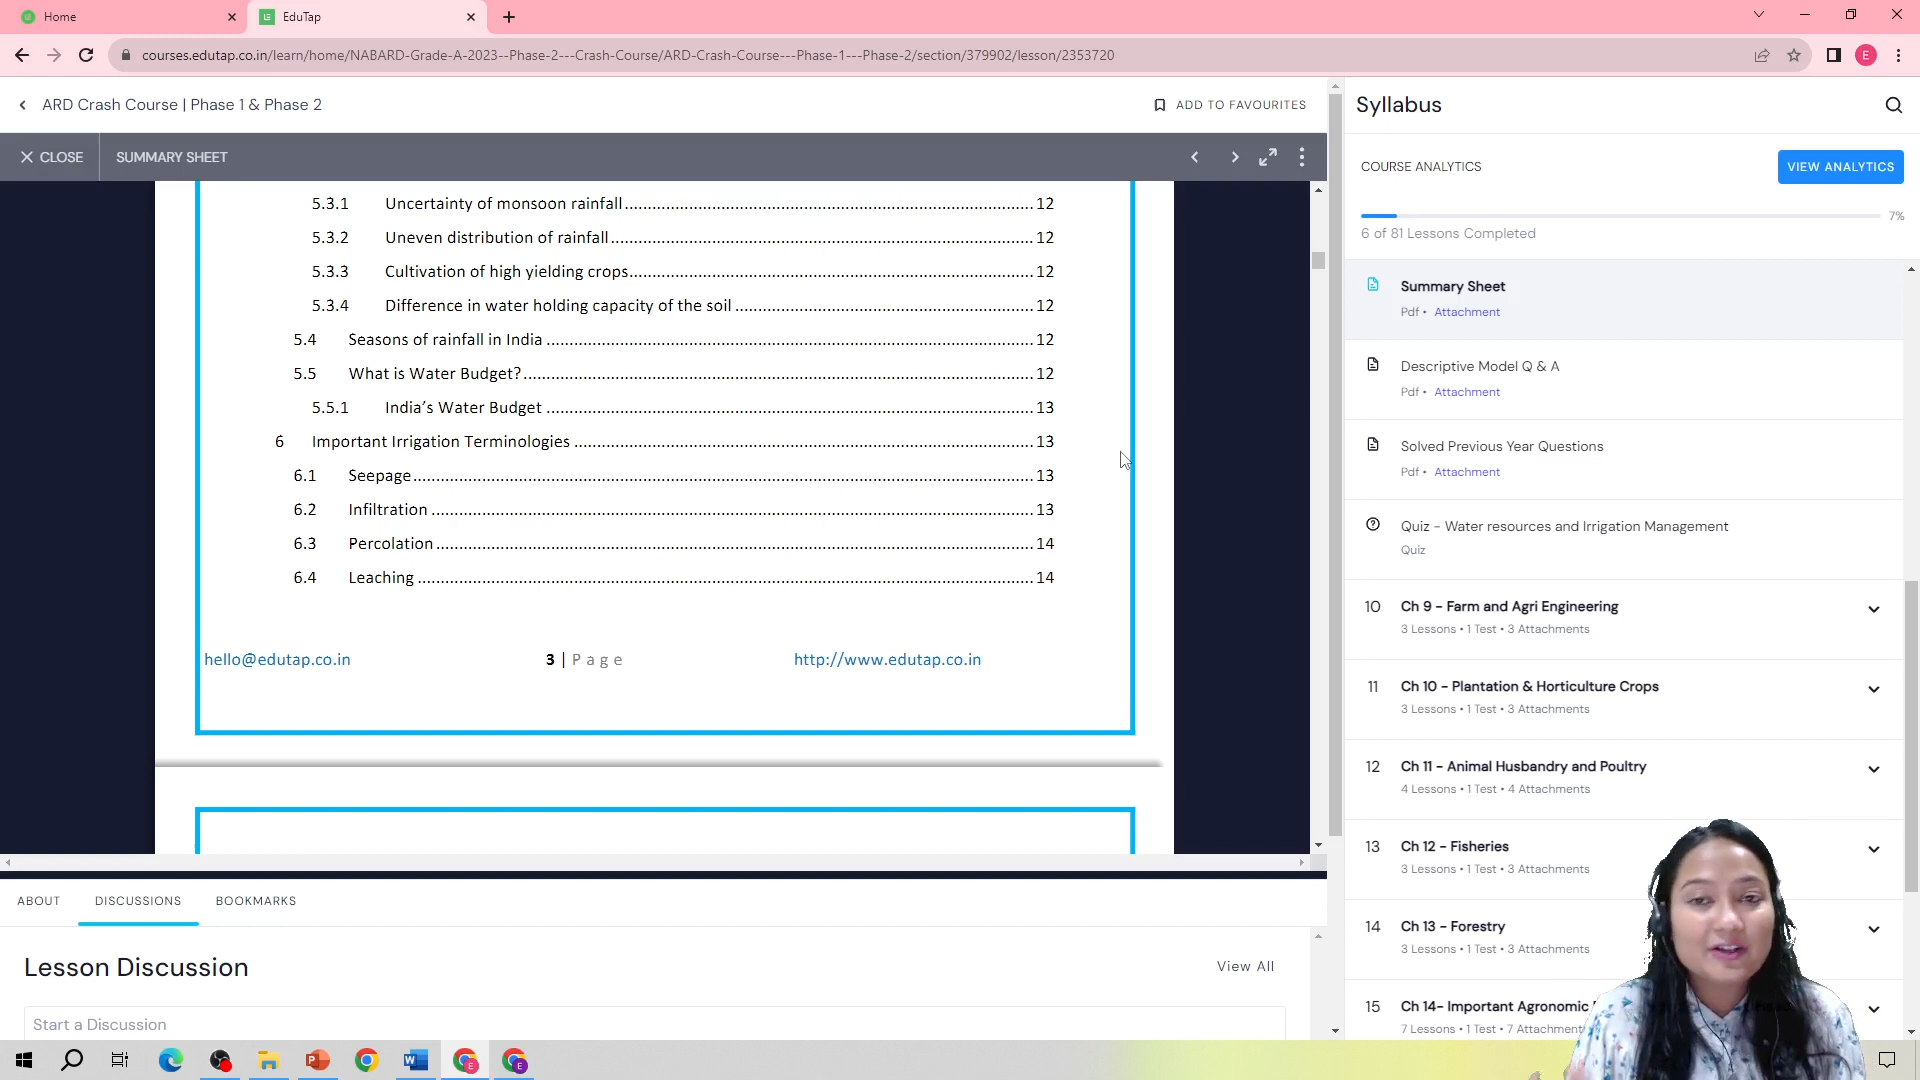 Home
EduTap
courses.edutap.co.in/learn/home/NABARD-Grade-A-2023--Phase-2---Crash-Course/ARD-Crash-Course---Phase-1---Phase-2/section/379902/lesson/2353720
E
ARD Crash Course | Phase 1 & Phase 2
ADD TO FAVOURITES
CLOSE
SUMMARY SHEET
5.3.1 Uncertainty of monsoon rainfall 12
5.3.2 Uneven distribution of rainfall 12
5.3.3 Cultivation of high yielding crops 12
5.3.4 Difference in water holding capacity of the soil 12
5.4 Seasons of rainfall in India 12
5.5 What is Water Budget? 12
5.5.1 India’s Water Budget 13
6 Important Irrigation Terminologies 13
6.1 Seepage 13
6.2 Infiltration 13
6.3 Percolation 14
6.4 Leaching 14
hello@edutap.co.in 3 | Page http://www.edutap.co.in
ABOUT DISCUSSIONS BOOKMARKS
Lesson Discussion
View All
Start a Discussion
Syllabus
COURSE ANALYTICS
VIEW ANALYTICS
7%
6 of 81 Lessons Completed
Summary Sheet
Pdf • Attachment
Descriptive Model Q & A
Pdf • Attachment
Solved Previous Year Questions
Pdf • Attachment
Quiz - Water resources and Irrigation Management
Quiz
10 Ch 9 - Farm and Agri Engineering
3 Lessons • 1 Test • 3 Attachments
11 Ch 10 - Plantation & Horticulture Crops
3 Lessons • 1 Test • 3 Attachments
12 Ch 11 - Animal Husbandry and Poultry
4 Lessons • 1 Test • 4 Attachments
13 Ch 12 - Fisheries
3 Lessons • 1 Test • 3 Attachments
14 Ch 13 - Forestry
3 Lessons • 1 Test • 3 Attachments
15 Ch 14- Important Agronomic
7 Lessons • 1 Test • 7 Attachment